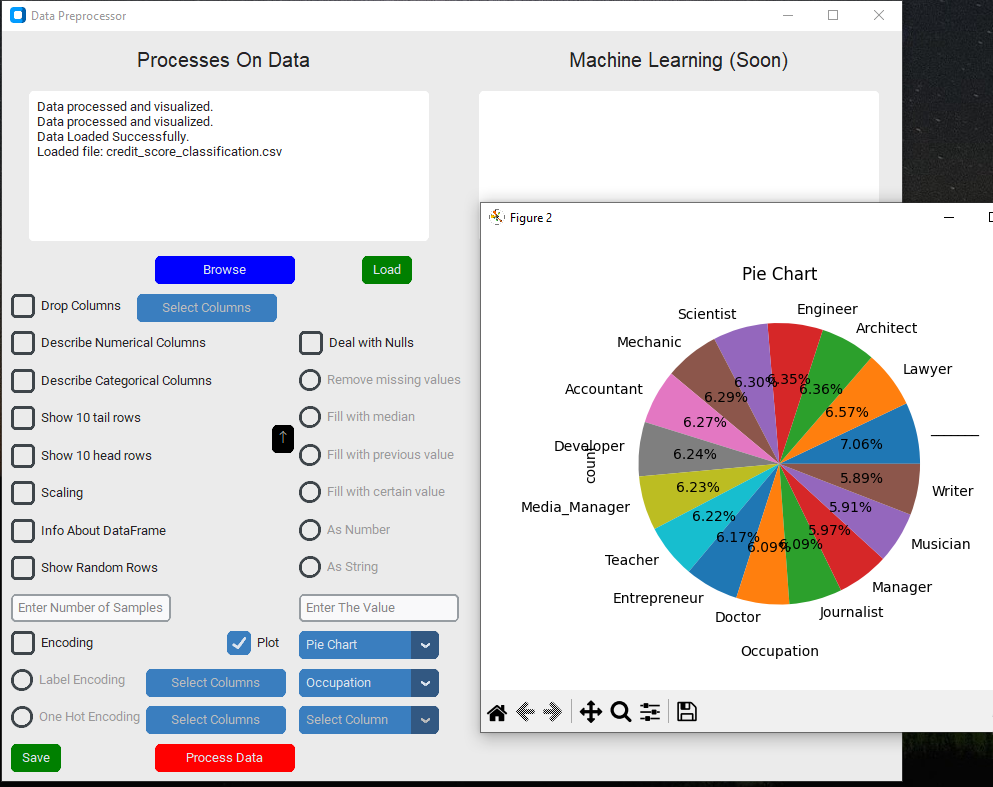 Data Preprocessor
Processes On Data
Machine Learning (Soon)
Data processed and visualized.
Data processed and visualized.
Data Loaded Successfully.
Loaded file: credit_score_classification.csv
Browse
Load
Drop Columns
Select Columns
Describe Numerical Columns
Deal with Nulls
Describe Categorical Columns
Remove missing values
Show 10 tail rows
Fill with median
↑
Show 10 head rows
Fill with previous value
Scaling
Fill with certain value
Info About DataFrame
As Number
Show Random Rows
As String
Enter Number of Samples
Enter The Value
Encoding
Plot
Pie Chart
Label Encoding
Select Columns
Occupation
One Hot Encoding
Select Columns
Select Column
Save
Process Data
Figure 2
Pie Chart
Engineer
Scientist
Architect
Mechanic
Lawyer
Accountant
Developer
_______
count
Media_Manager
Writer
Teacher
Musician
Entrepreneur
Manager
Doctor
Journalist
6.30%
6.35%
6.36%
6.29%
6.57%
6.27%
7.06%
6.24%
5.89%
6.23%
5.91%
6.22%
5.97%
6.17%
6.09%
6.09%
Occupation